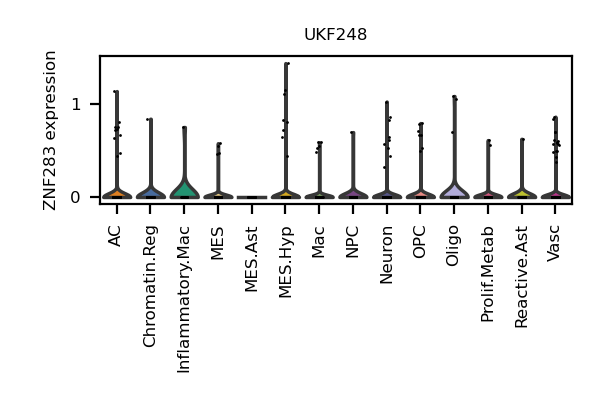 UKF248
ZNF283 expression
1
0
AC
Chromatin.Reg
Inflammatory.Mac
MES
MES.Ast
MES.Hyp
Mac
NPC
Neuron
OPC
Oligo
Prolif.Metab
Reactive.Ast
Vasc